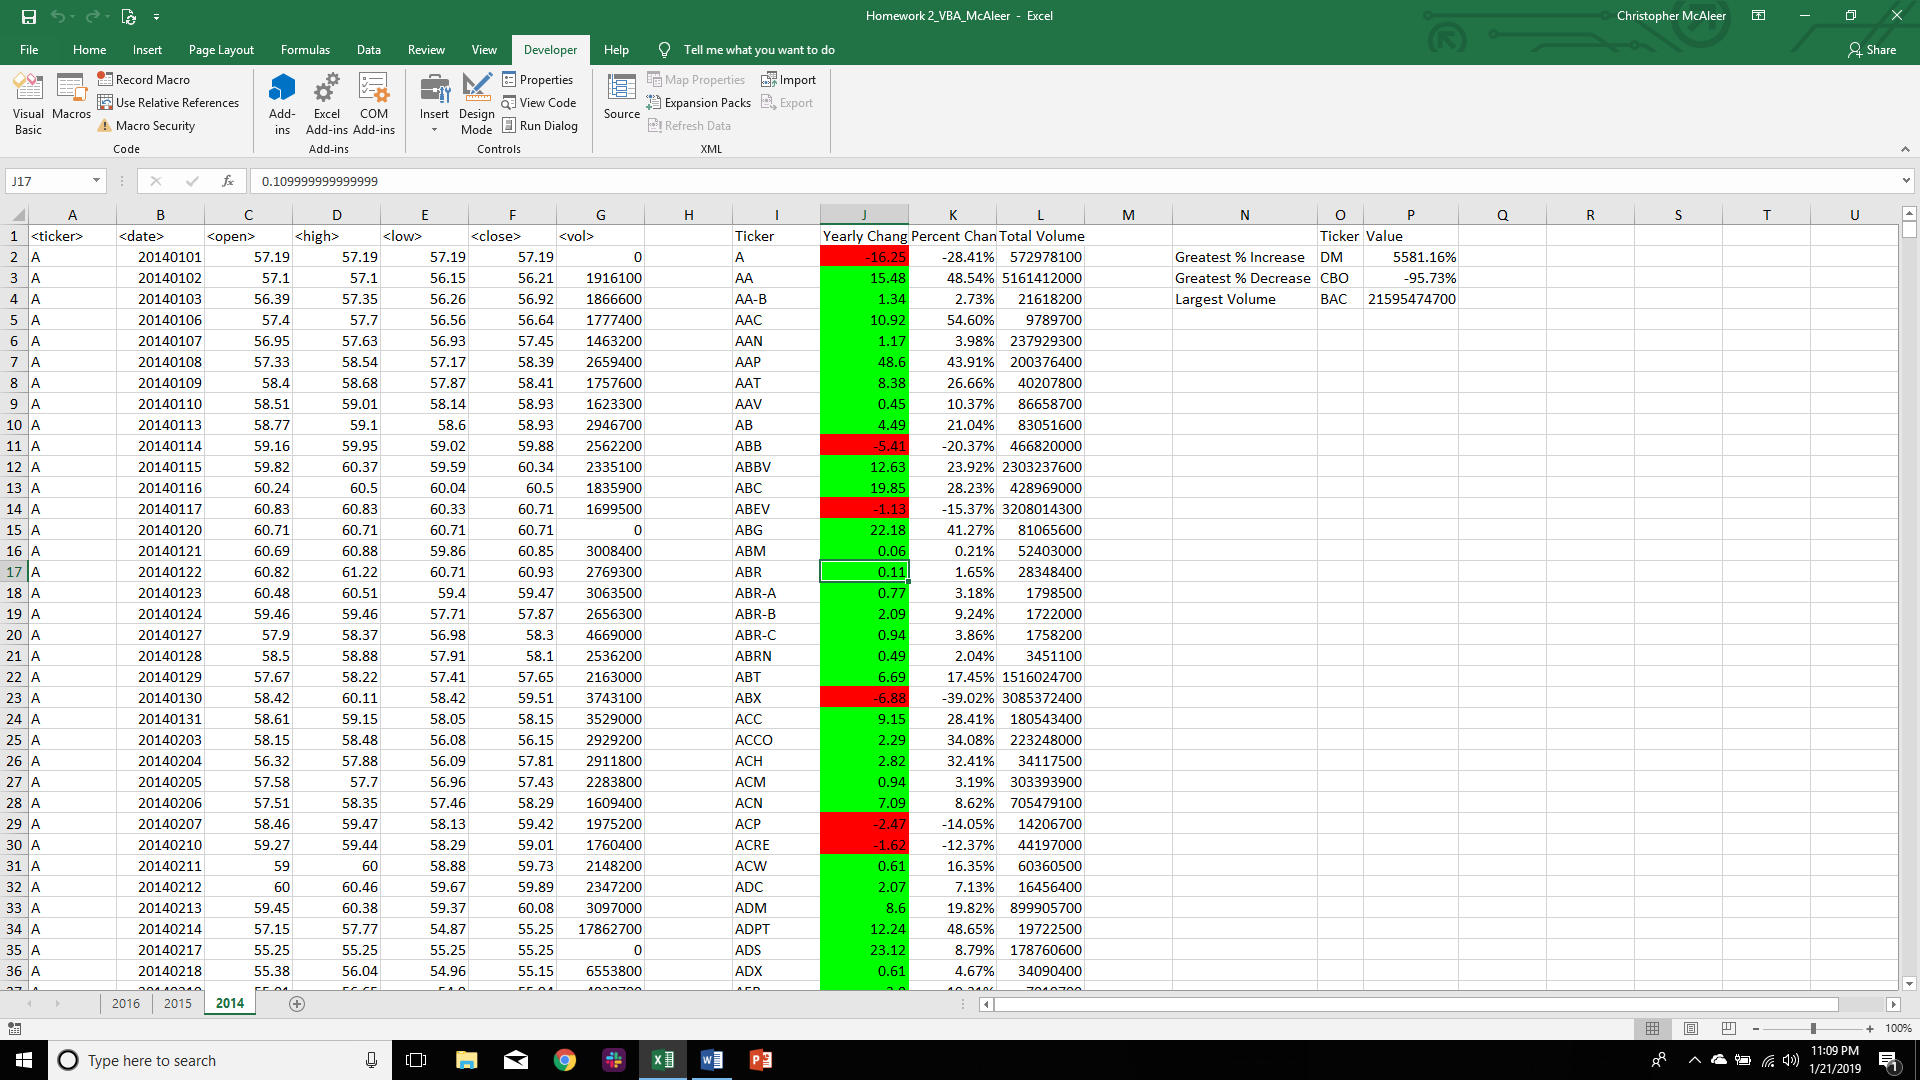 Homework 2_VBA_McAleer - Excel
Christopher McAleer
File Home Insert Page Layout Formulas Data Review View Developer Help Tell me what you want to do Share
Visual Basic
Macros
Record Macro
Use Relative References
Macro Security
Code
Add-ins
Excel Add-ins
COM Add-ins
Add-ins
Insert
Design Mode
Properties
View Code
Run Dialog
Controls
Source
Map Properties
Expansion Packs
Refresh Data
Import
Export
XML
J17 fx 0.109999999999999
A B C D E F G H I J K L M N O P Q R S T U
1 <ticker> <date> <open> <high> <low> <close> <vol> Ticker Yearly Chang Percent Chan Total Volume Ticker Value
2 A 20140101 57.19 57.19 57.19 57.19 0 A -16.25 -28.41% 572978100 Greatest % Increase DM 5581.16%
3 A 20140102 57.1 57.1 56.15 56.21 1916100 AA 15.48 48.54% 5161412000 Greatest % Decrease CBO -95.73%
4 A 20140103 56.39 57.35 56.26 56.92 1866600 AA-B 1.34 2.73% 21618200 Largest Volume BAC 21595474700
5 A 20140106 57.4 57.7 56.56 56.64 1777400 AAC 10.92 54.60% 9789700
6 A 20140107 56.95 57.63 56.93 57.45 1463200 AAN 1.17 3.98% 237929300
7 A 20140108 57.33 58.54 57.17 58.39 2659400 AAP 48.6 43.91% 200376400
8 A 20140109 58.4 58.68 57.87 58.41 1757600 AAT 8.38 26.66% 40207800
9 A 20140110 58.51 59.01 58.14 58.93 1623300 AAV 0.45 10.37% 86658700
10 A 20140113 58.77 59.1 58.6 58.93 2946700 AB 4.49 21.04% 83051600
11 A 20140114 59.16 59.95 59.02 59.88 2562200 ABB -5.41 -20.37% 466820000
12 A 20140115 59.82 60.37 59.59 60.34 2335100 ABBV 12.63 23.92% 2303237600
13 A 20140116 60.24 60.5 60.04 60.5 1835900 ABC 19.85 28.23% 428969000
14 A 20140117 60.83 60.83 60.33 60.71 1699500 ABEV -1.13 -15.37% 3208014300
15 A 20140120 60.71 60.71 60.71 60.71 0 ABG 22.18 41.27% 81065600
16 A 20140121 60.69 60.88 59.86 60.85 3008400 ABM 0.06 0.21% 52403000
17 A 20140122 60.82 61.22 60.71 60.93 2769300 ABR 0.11 1.65% 28348400
18 A 20140123 60.48 60.51 59.4 59.47 3063500 ABR-A 0.77 3.18% 1798500
19 A 20140124 59.46 59.46 57.71 57.87 2656300 ABR-B 2.09 9.24% 1722000
20 A 20140127 57.9 58.37 56.98 58.3 4669000 ABR-C 0.94 3.86% 1758200
21 A 20140128 58.5 58.88 57.91 58.1 2536200 ABRN 0.49 2.04% 3451100
22 A 20140129 57.67 58.22 57.41 57.65 2163000 ABT 6.69 17.45% 1516024700
23 A 20140130 58.42 60.11 58.42 59.51 3743100 ABX -6.88 -39.02% 3085372400
24 A 20140131 58.61 59.15 58.05 58.15 3529000 ACC 9.15 28.41% 180543400
25 A 20140203 58.15 58.48 56.08 56.15 2929200 ACCO 2.29 34.08% 223248000
26 A 20140204 56.32 57.88 56.09 57.81 2911800 ACH 2.82 32.41% 34117500
27 A 20140205 57.58 57.7 56.96 57.43 2283800 ACM 0.94 3.19% 303393900
28 A 20140206 57.51 58.35 57.46 58.29 1609400 ACN 7.09 8.62% 705479100
29 A 20140207 58.46 59.47 58.13 59.42 1975200 ACP -2.47 -14.05% 14206700
30 A 20140210 59.27 59.44 58.29 59.01 1760400 ACRE -1.62 -12.37% 44197000
31 A 20140211 59 60 58.88 59.73 2148200 ACW 0.61 16.35% 60360500
32 A 20140212 60 60.46 59.67 59.89 2347200 ADC 2.07 7.13% 16456400
33 A 20140213 59.45 60.38 59.37 60.08 3097000 ADM 8.6 19.82% 899905700
34 A 20140214 57.15 57.77 54.87 55.25 17862700 ADPT 12.24 48.65% 19722500
35 A 20140217 55.25 55.25 55.25 55.25 0 ADS 23.12 8.79% 178760600
36 A 20140218 55.38 56.04 54.96 55.15 6553800 ADX 0.61 4.67% 34090400
2016 2015 2014
100%
Type here to search
11:09 PM
1/21/2019
1